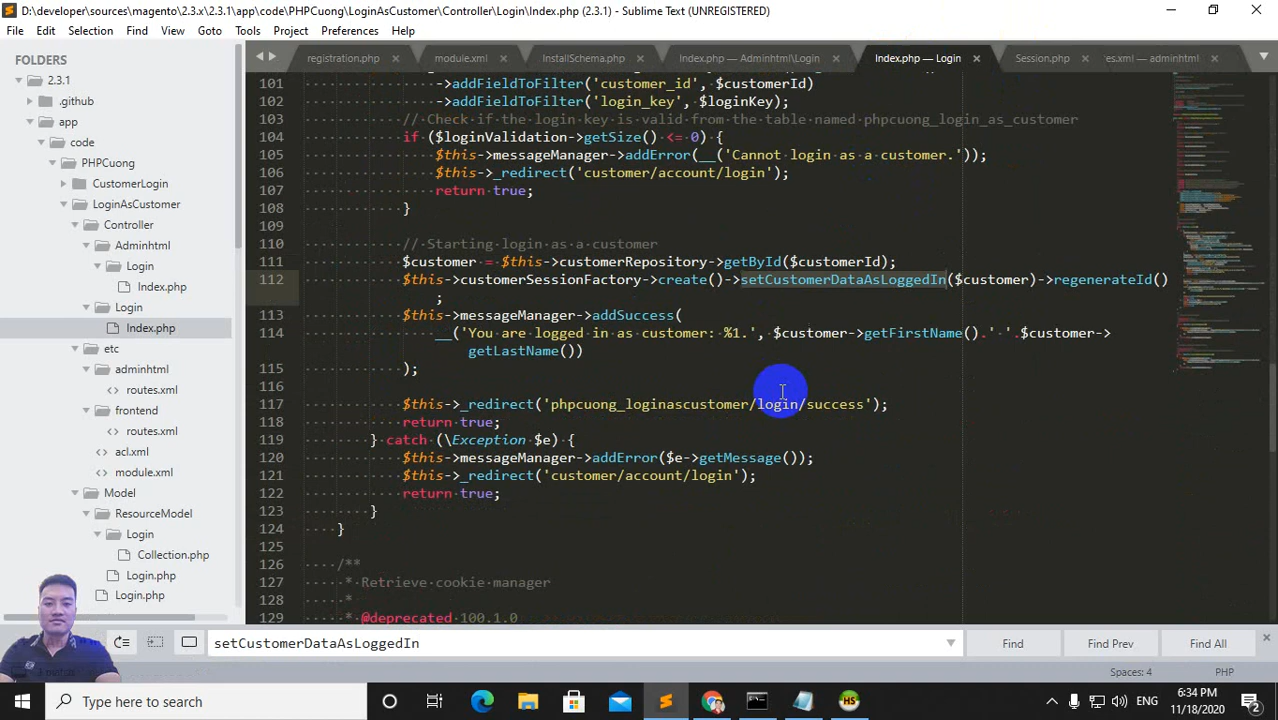 D:\developer\sources\magento\2.3.x\2.3.1\app\code\PHPCuong\LoginAsCustomer\Controller\Login\Index.php (2.3.1) - Sublime Text (UNREGISTERED)
File Edit Selection Find View Goto Tools Project Preferences Help
FOLDERS
2.3.1
.github
app
code
PHPCuong
CustomerLogin
LoginAsCustomer
Controller
Adminhtml
Login
Index.php
Login
Index.php
etc
adminhtml
routes.xml
frontend
routes.xml
acl.xml
module.xml
Model
ResourceModel
Login
Collection.php
Login.php
Login.php
registration.php module.xml InstallSchema.php Index.php — Adminhtml\Login Index.php — Login Session.php es.xml — adminhtml
101 ->addFieldToFilter('customer_id', $customerId)
102 ->addFieldToFilter('login_key', $loginKey);
103 // Check if the login key is valid from the table named phpcuong_login_as_customer
104 if ($loginValidation->getSize() <= 0) {
105 $this->messageManager->addError(__('Cannot login as a customer.'));
106 $this->_redirect('customer/account/login');
107 return true;
108 }
109
110 // Starting login as a customer
111 $customer = $this->customerRepository->getById($customerId);
112 $this->customerSessionFactory->create()->setCustomerDataAsLoggedIn($customer)->regenerateId()
;
113 $this->messageManager->addSuccess(
114 __('You are logged in as customer: %1.', $customer->getFirstName().' '.$customer->
getLastName())
115 );
116
117 $this->_redirect('phpcuong_loginascustomer/login/success');
118 return true;
119 } catch (\Exception $e) {
120 $this->messageManager->addError($e->getMessage());
121 $this->_redirect('customer/account/login');
122 return true;
123 }
124 }
125
126 /**
127 * Retrieve cookie manager
128 *
129 * @deprecated 100.1.0
setCustomerDataAsLoggedIn Find Find Prev Find All
Spaces: 4 PHP
Type here to search
HS
ENG
6:34 PM
11/18/2020
2